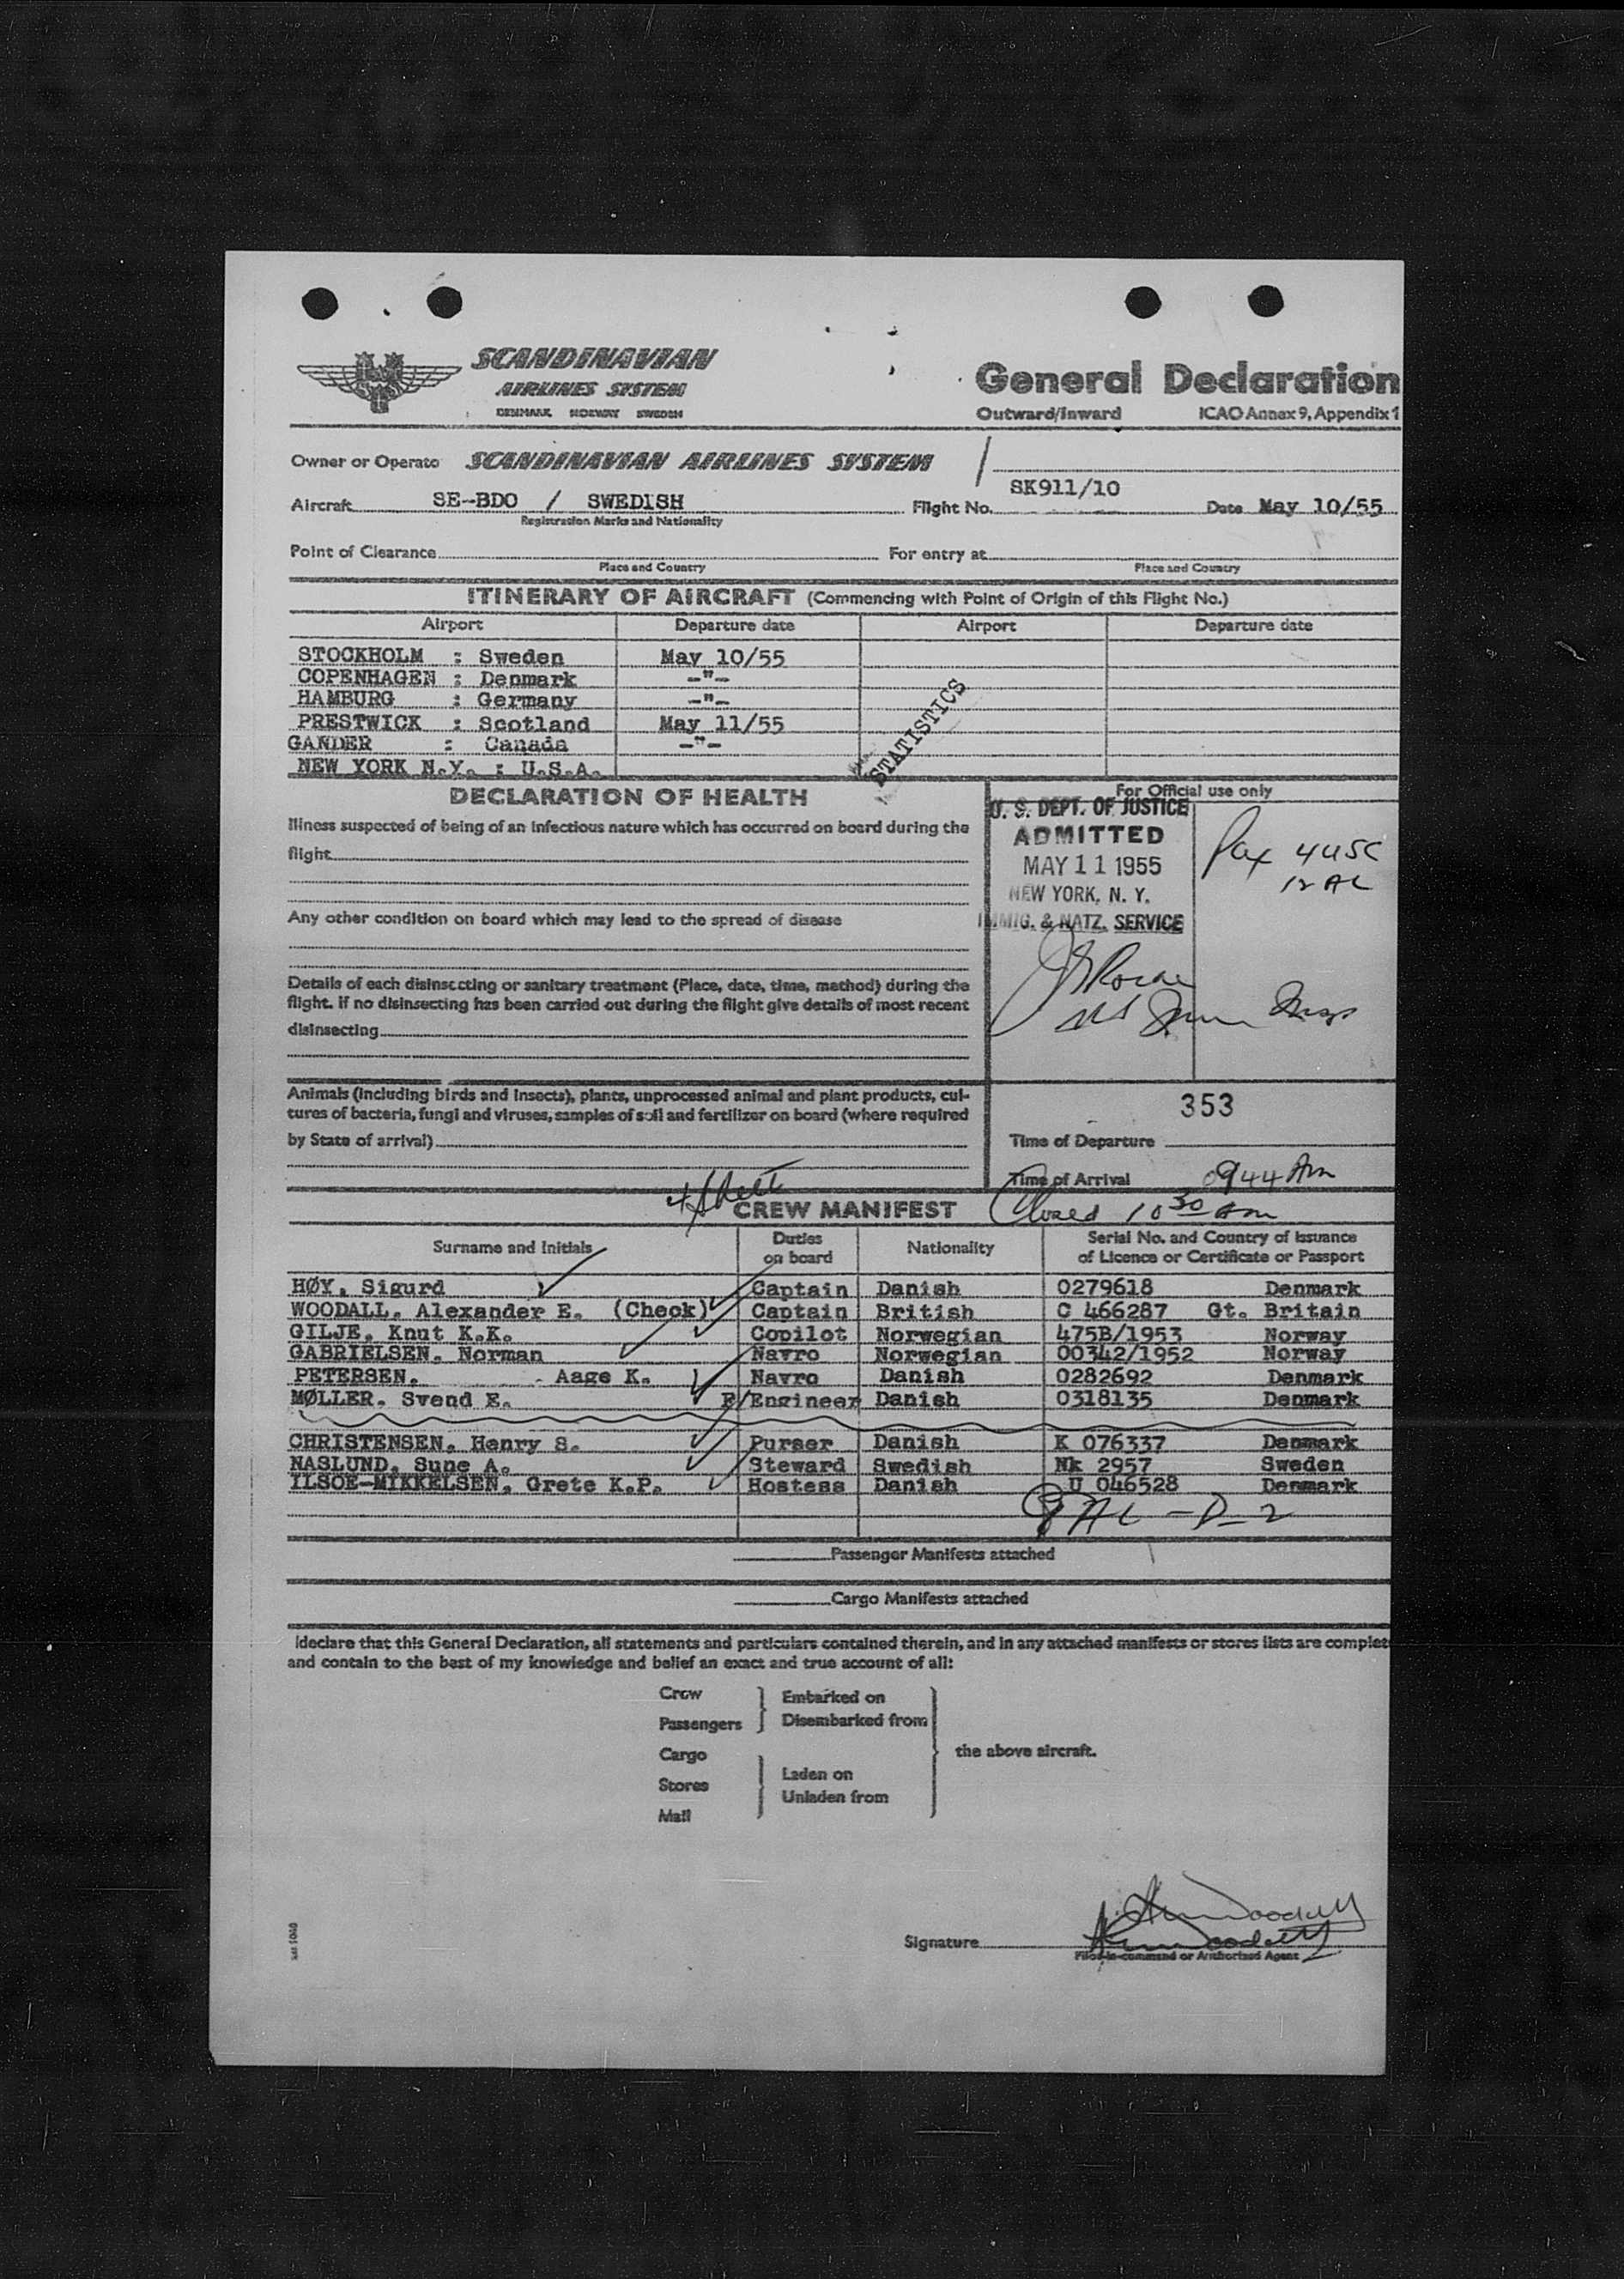 SCANDINAVIAN
AIRLINES SYSTEM
DENMARK NORWAY SWEDEN
General Declaration
Outward/Inward ICAO Annex 9, Appendix 1
Owner or Operato SCANDINAVIAN AIRLINES SYSTEM
Aircraft SE-BDO / SWEDISH Flight No. SK911/10 Date May 10/55
Registration Marks and Nationality
Point of Clearance For entry at
Place and Country Place and Country
ITINERARY OF AIRCRAFT (Commencing with Point of Origin of this Flight No.)
Airport Departure date Airport Departure date
STOCKHOLM : Sweden May 10/55
COPENHAGEN : Denmark -"-
HAMBURG : Germany -"-
PRESTWICK : Scotland May 11/55
GANDER : Canada -"-
NEW YORK N.Y. : U.S.A.
STATISTICS
DECLARATION OF HEALTH
Illness suspected of being of an infectious nature which has occurred on board during the
flight
Any other condition on board which may lead to the spread of disease
Details of each disinsecting or sanitary treatment (Place, date, time, method) during the
flight. If no disinsecting has been carried out during the flight give details of most recent
disinsecting
Animals (including birds and insects), plants, unprocessed animal and plant products, cul-
tures of bacteria, fungi and viruses, samples of soil and fertilizer on board (where required
by State of arrival)
For Official use only
U. S. DEPT. OF JUSTICE
ADMITTED
MAY 11 1955
NEW YORK, N. Y.
IMMIG. & NATZ. SERVICE
Pax 4 USC
12 AL
353
Time of Departure
Time of Arrival 0944 Am
Closed 10 30 Am
CREW MANIFEST
Surname and Initials Duties on board Nationality Serial No. and Country of Issuance of Licence or Certificate or Passport
HØY, Sigurd Captain Danish 0279618 Denmark
WOODALL, Alexander E. (Check) Captain British C 466287 Gt. Britain
GILJE, Knut K.K. Copilot Norwegian 475B/1953 Norway
GABRIELSEN, Norman Navro Norwegian 00342/1952 Norway
PETERSEN, Aage K. Navro Danish 0282692 Denmark
MØLLER, Svend E. F/Engineer Danish 0318135 Denmark
CHRISTENSEN, Henry S. Purser Danish K 076337 Denmark
NASLUND, Sune A. Steward Swedish Nk 2957 Sweden
ILSOE-MIKKELSEN, Grete K.P. Hostess Danish U 046528 Denmark
9 AL - D-2
Passenger Manifests attached
Cargo Manifests attached
I declare that this General Declaration, all statements and particulars contained therein, and in any attached manifests or stores lists are complet
and contain to the best of my knowledge and belief an exact and true account of all:
Crew
Passengers
Embarked on
Disembarked from
Cargo
Stores
Mail
Laden on
Unladen from
the above aircraft.
Signature
Pilot-in-command or Authorized Agent